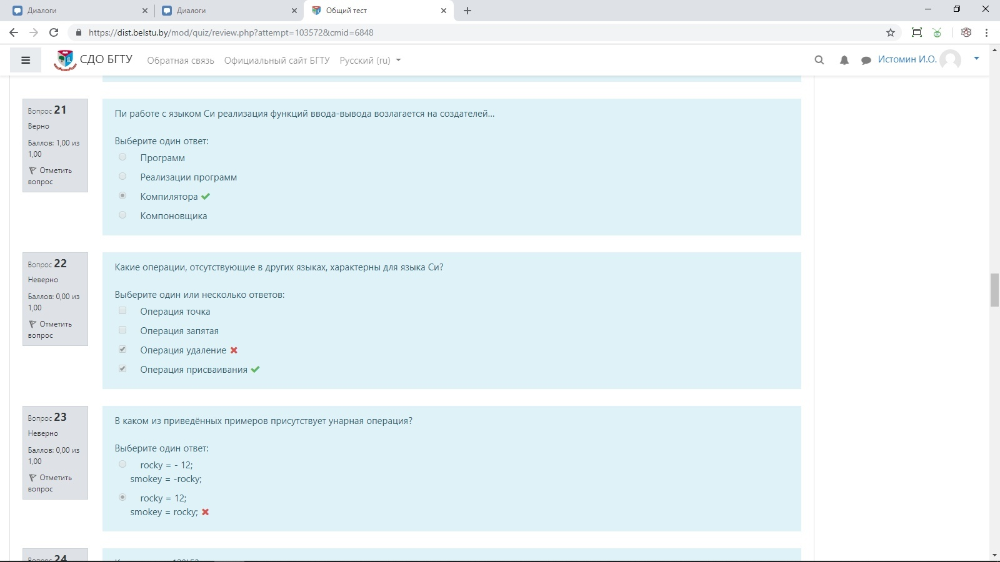 Диалоги
Диалоги
Общий тест
https://dist.belstu.by/mod/quiz/review.php?attempt=103572&cmid=6848
СДО БГТУ
Обратная связь
Официальный сайт БГТУ
Русский (ru)
Истомин И.О.
Вопрос 21
Верно
Баллов: 1,00 из
1,00
Отметить
вопрос
Пи работе с языком Си реализация функций ввода-вывода возлагается на создателей...
Выберите один ответ:
Программ
Реализации программ
Компилятора
Компоновщика
Вопрос 22
Неверно
Баллов: 0,00 из
1,00
Отметить
вопрос
Какие операции, отсутствующие в других языках, характерны для языка Си?
Выберите один или несколько ответов:
Операция точка
Операция запятая
Операция удаление
Операция присваивания
Вопрос 23
Неверно
Баллов: 0,00 из
1,00
Отметить
вопрос
В каком из приведённых примеров присутствует унарная операция?
Выберите один ответ:
rocky = - 12;
smokey = -rocky;
rocky = 12;
smokey = rocky;
Вопрос 24